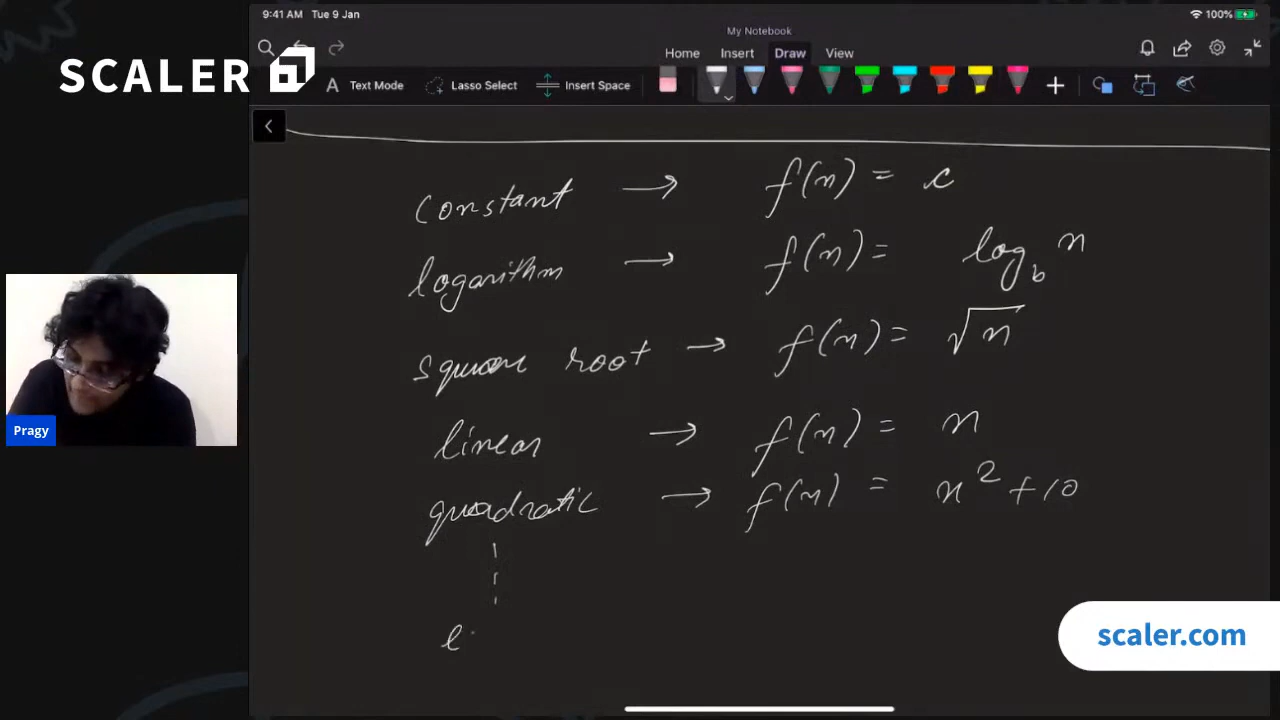 9:41 AM Tue 9 Jan
100%
My Notebook
SCALER
Home Insert Draw View
A Text Mode Lasso Select Insert Space
constant → f(n) = c
logarithm → f(n) = log_b n
square root → f(n) = √n
linear → f(n) = n
Pragy
quadratic → f(n) = n² + 10
scaler.com